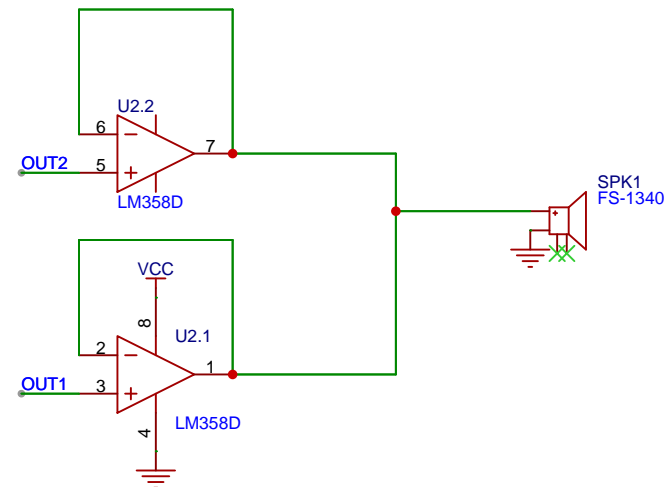 U2.2
6
7
OUT2
5
LM358D
SPK1
FS-1340
VCC
8
U2.1
2
1
OUT1
3
LM358D
4